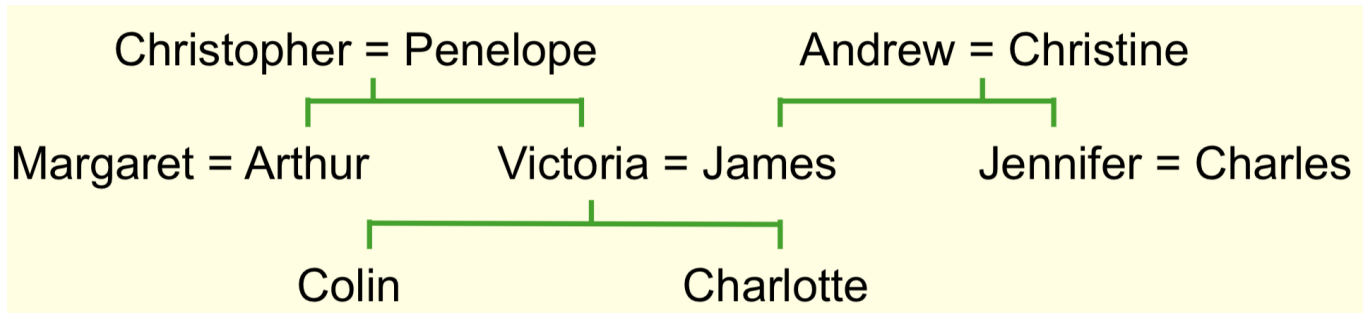 Christopher = Penelope
Andrew = Christine
Margaret = Arthur
Victoria = James
Jennifer = Charles
Colin
Charlotte